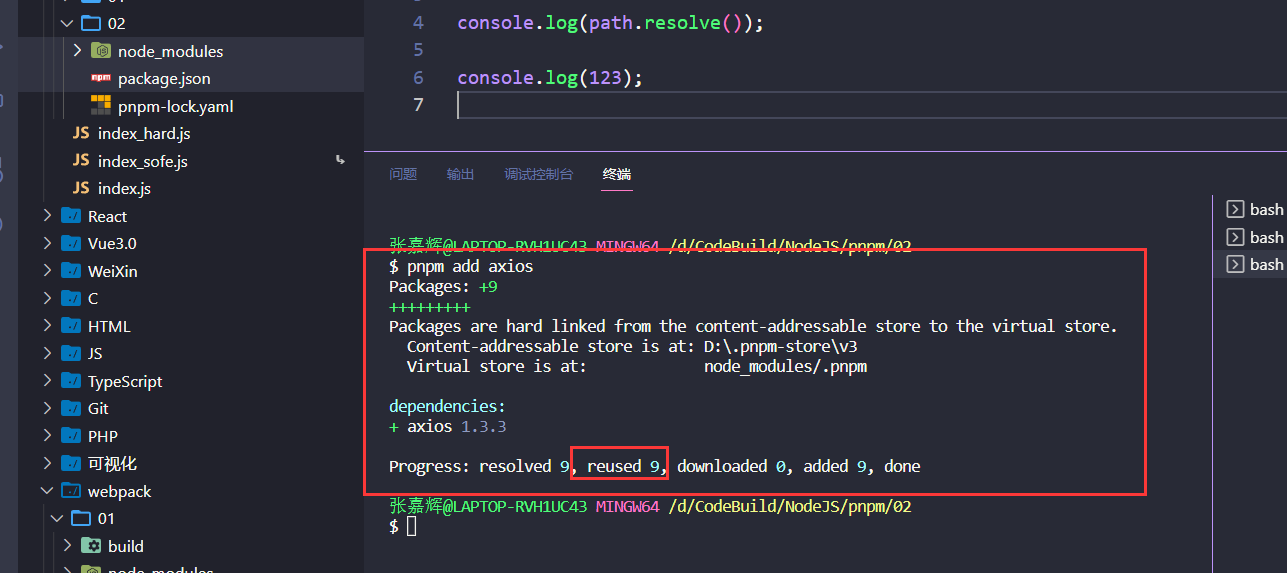 02
node_modules
package.json
pnpm-lock.yaml
JS index_hard.js
JS index_sofe.js
JS index.js
React
Vue3.0
WeiXin
C
HTML
JS
TypeScript
Git
PHP
可视化
webpack
01
build
node_modules
4 console.log(path.resolve());
5
6 console.log(123);
7
问题 输出 调试控制台 终端
张嘉辉@LAPTOP-RVH1UC43 MINGW64 /d/CodeBuild/NodeJS/pnpm/02
$ pnpm add axios
Packages: +9
+++++++++
Packages are hard linked from the content-addressable store to the virtual store.
Content-addressable store is at: D:\.pnpm-store\v3
Virtual store is at: node_modules/.pnpm
dependencies:
+ axios 1.3.3
Progress: resolved 9, reused 9, downloaded 0, added 9, done
张嘉辉@LAPTOP-RVH1UC43 MINGW64 /d/CodeBuild/NodeJS/pnpm/02
$
bash
bash
bash